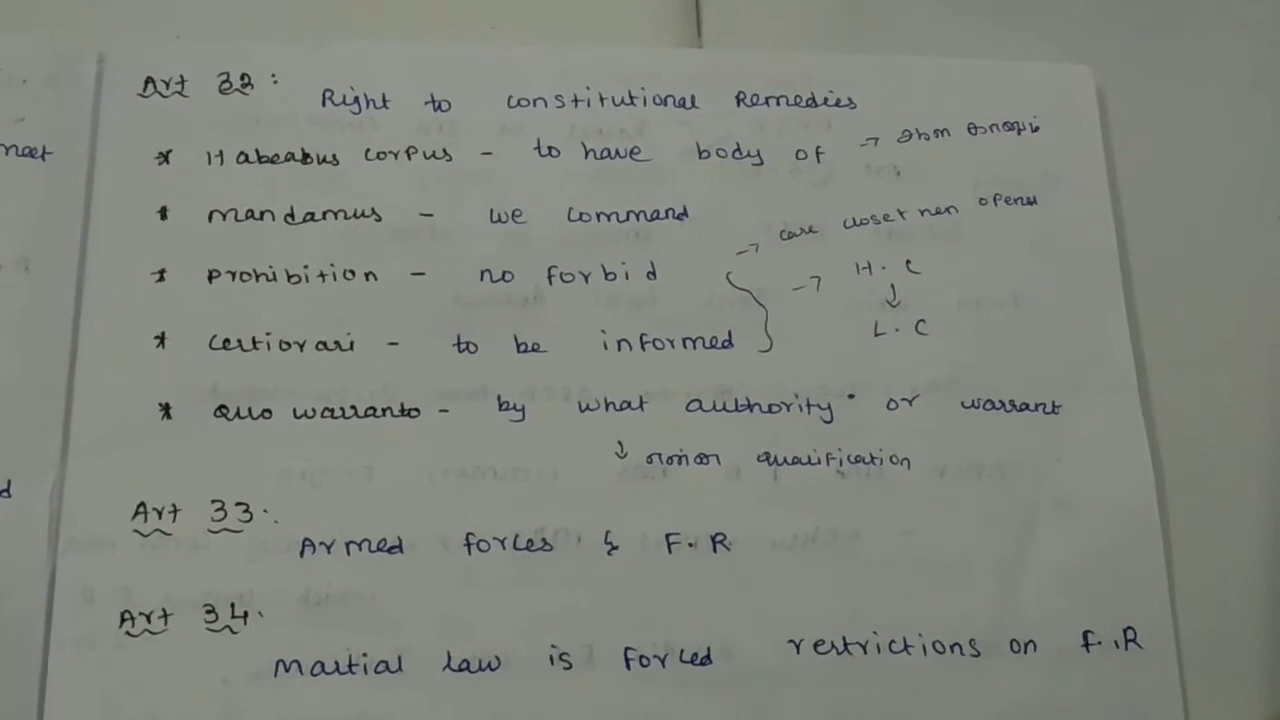 Art 32:
Right to constitutional Remedies
* Habeabus corpus - to have body of →
* mandamus - we command
→ case closet nen
* prohibition - no forbid
→ H.C
↓
L.C
* certiorari - to be informed
* Quo warranto - by what authority or warrant
↓ என்ன qualification
Art 33:
Armed forces & F.R
Art 34.
Martial law is forced restrictions on F.R